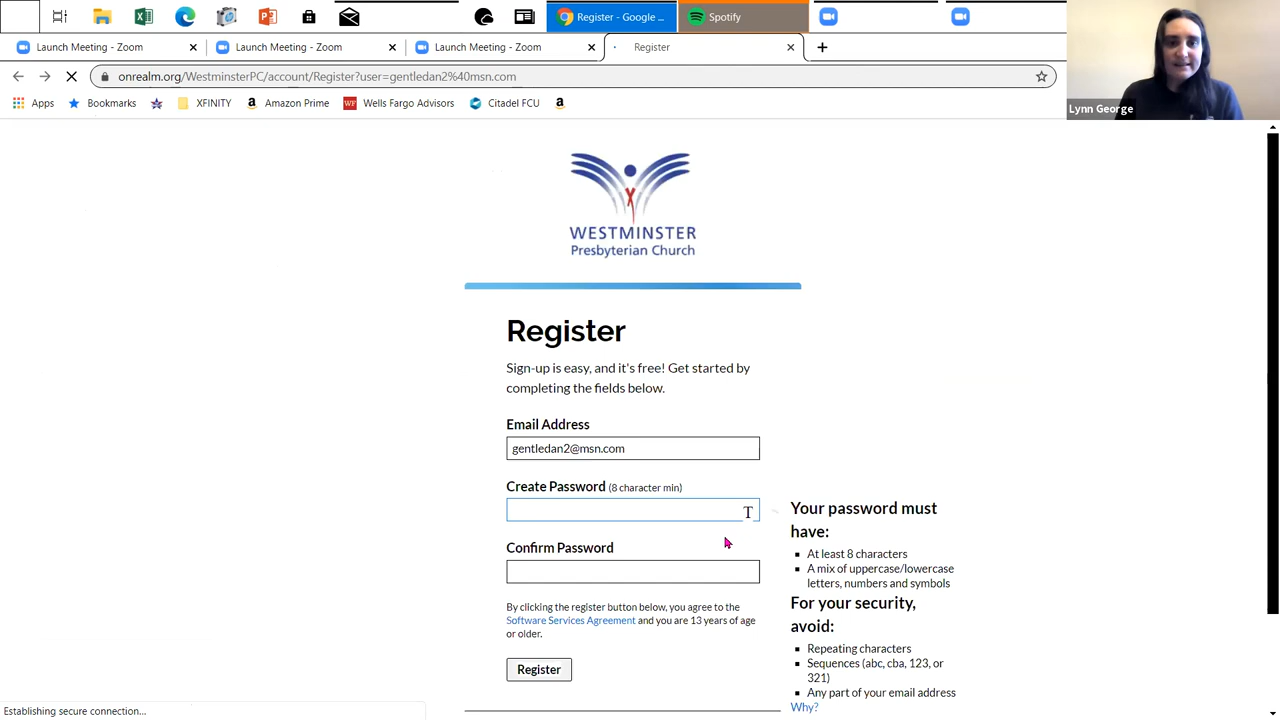 Register - Google ...
Spotify
Launch Meeting - Zoom
Launch Meeting - Zoom
Launch Meeting - Zoom
Register
onrealm.org/WestminsterPC/account/Register?user=gentledan2%40msn.com
Apps
Bookmarks
XFINITY
Amazon Prime
WF
Wells Fargo Advisors
Citadel FCU
Lynn George
WESTMINSTER
Presbyterian Church
Register
Sign-up is easy, and it's free! Get started by
completing the fields below.
Email Address
gentledan2@msn.com
Create Password (8 character min)
T
Confirm Password
By clicking the register button below, you agree to the
Software Services Agreement and you are 13 years of age
or older.
Register
Your password must
have:
At least 8 characters
A mix of uppercase/lowercase
letters, numbers and symbols
For your security,
avoid:
Repeating characters
Sequences (abc, cba, 123, or
321)
Any part of your email address
Why?
Establishing secure connection...